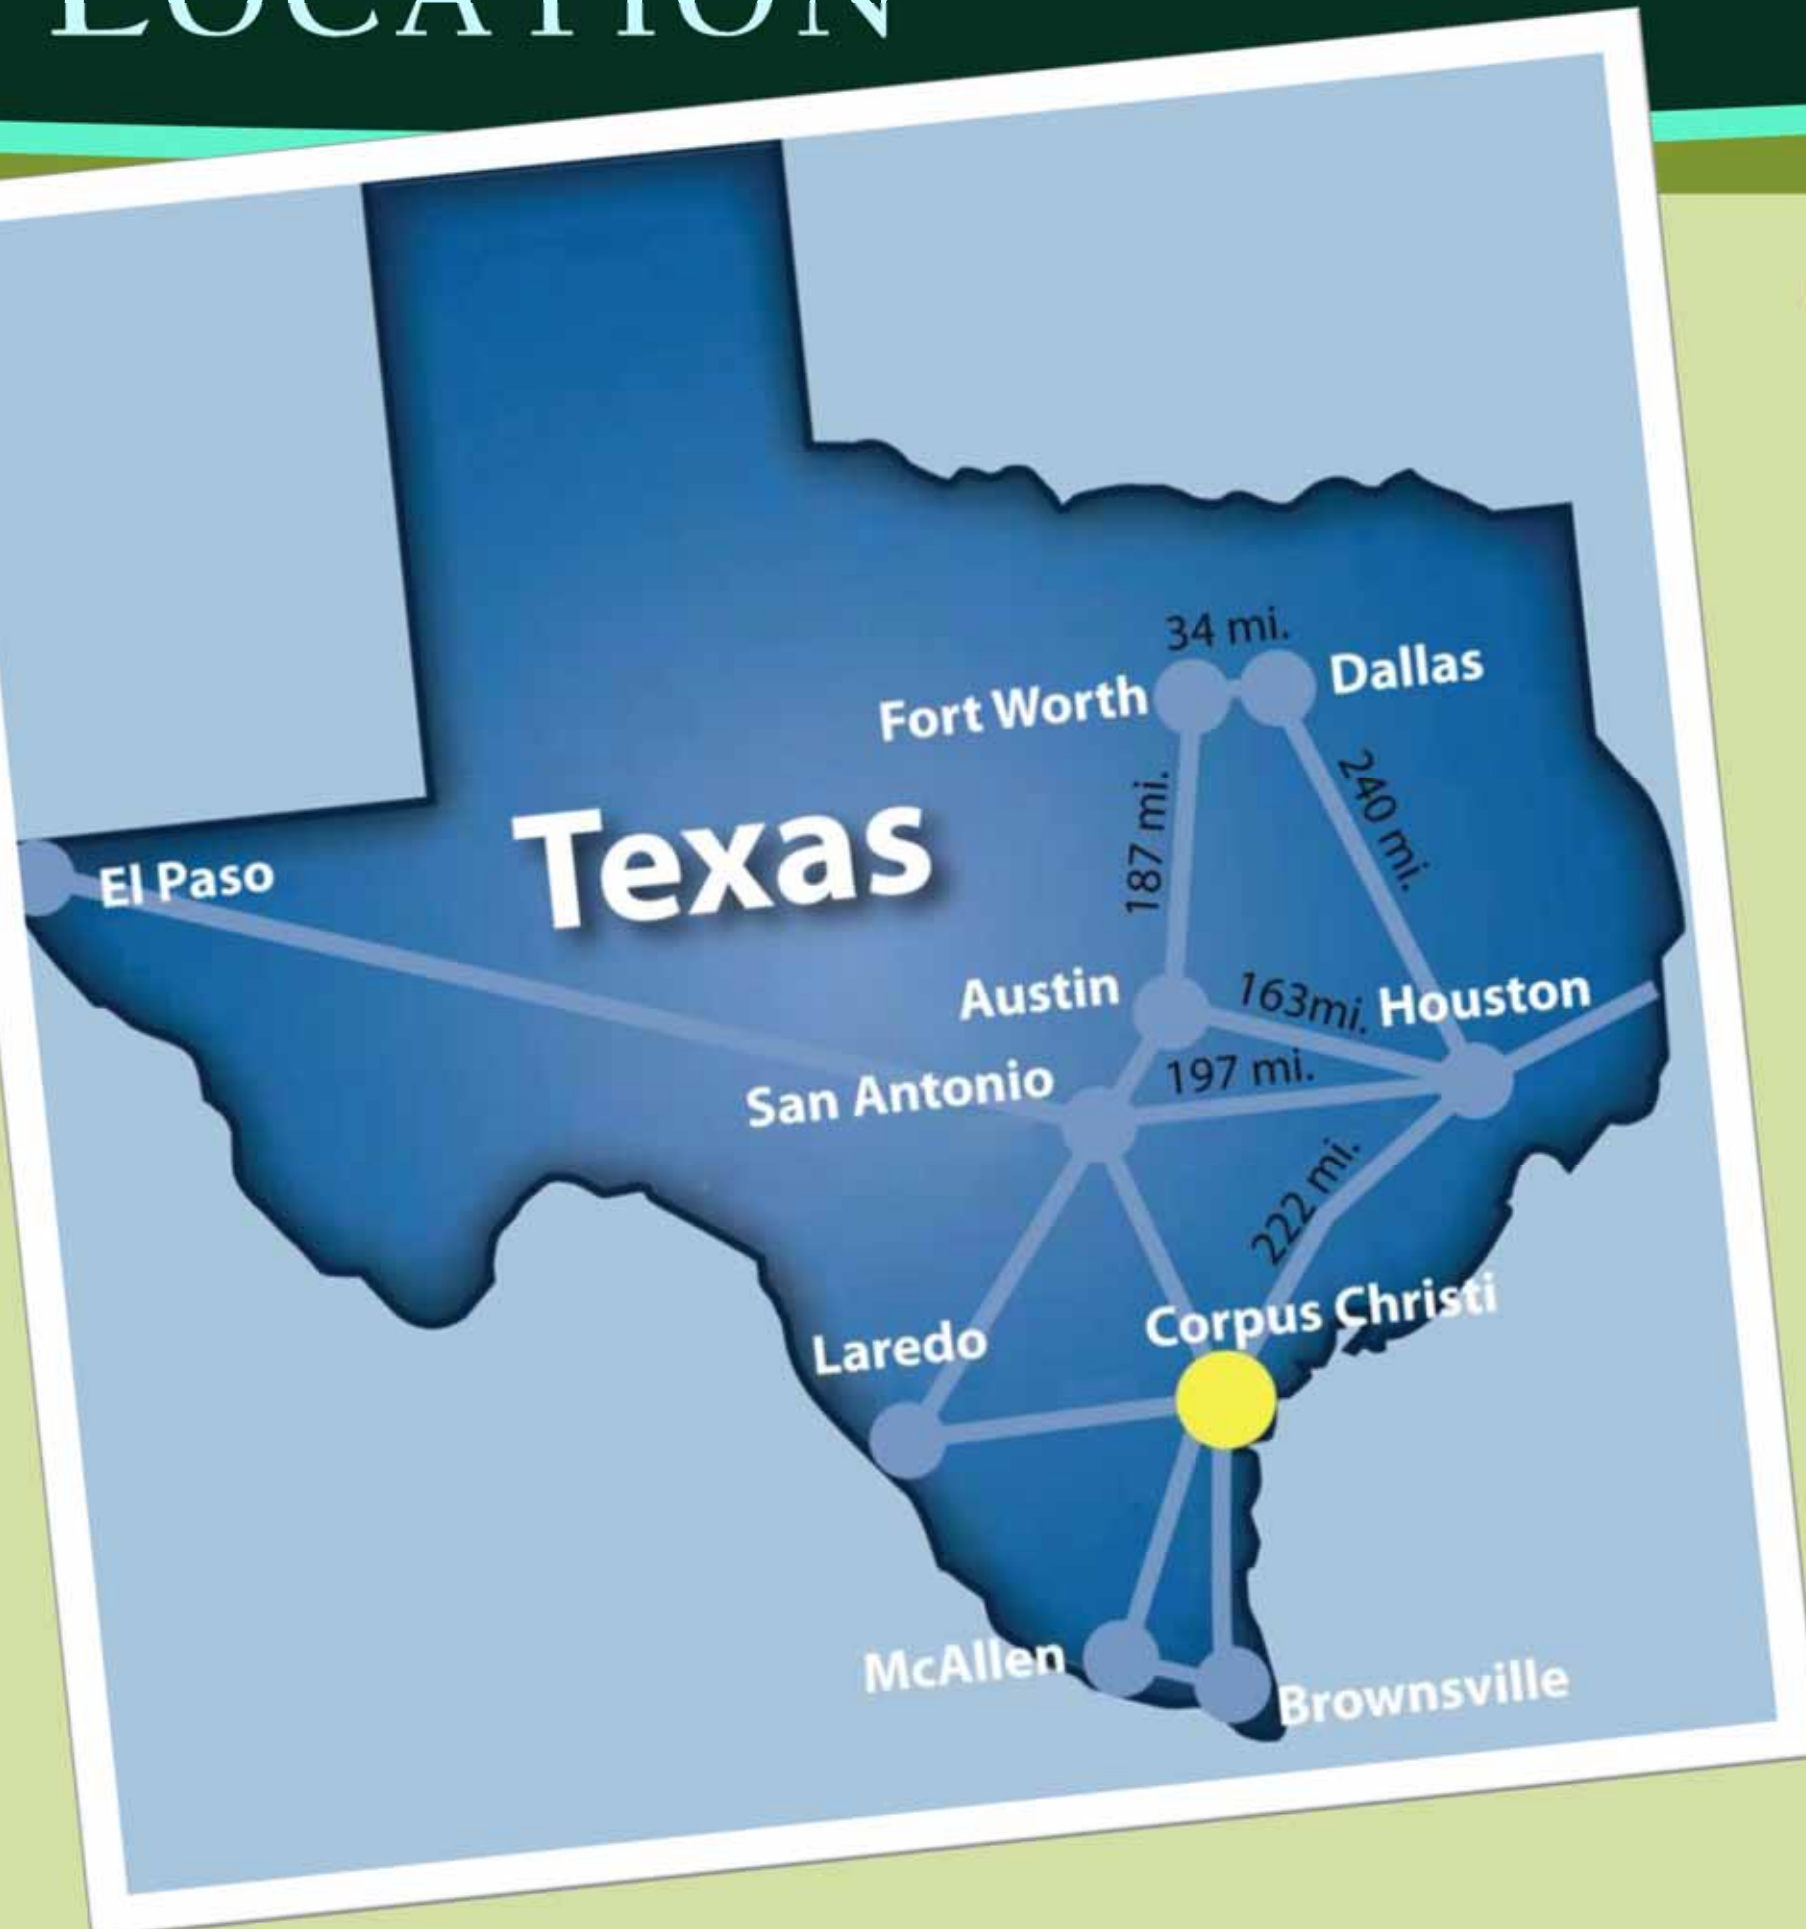 LOCATION
34 mi.
Fort Worth
Dallas
187 mi.
240 mi.
Texas
El Paso
Austin
163mi.
Houston
San Antonio
197 mi.
222 mi.
Corpus Christi
Laredo
McAllen
Brownsville